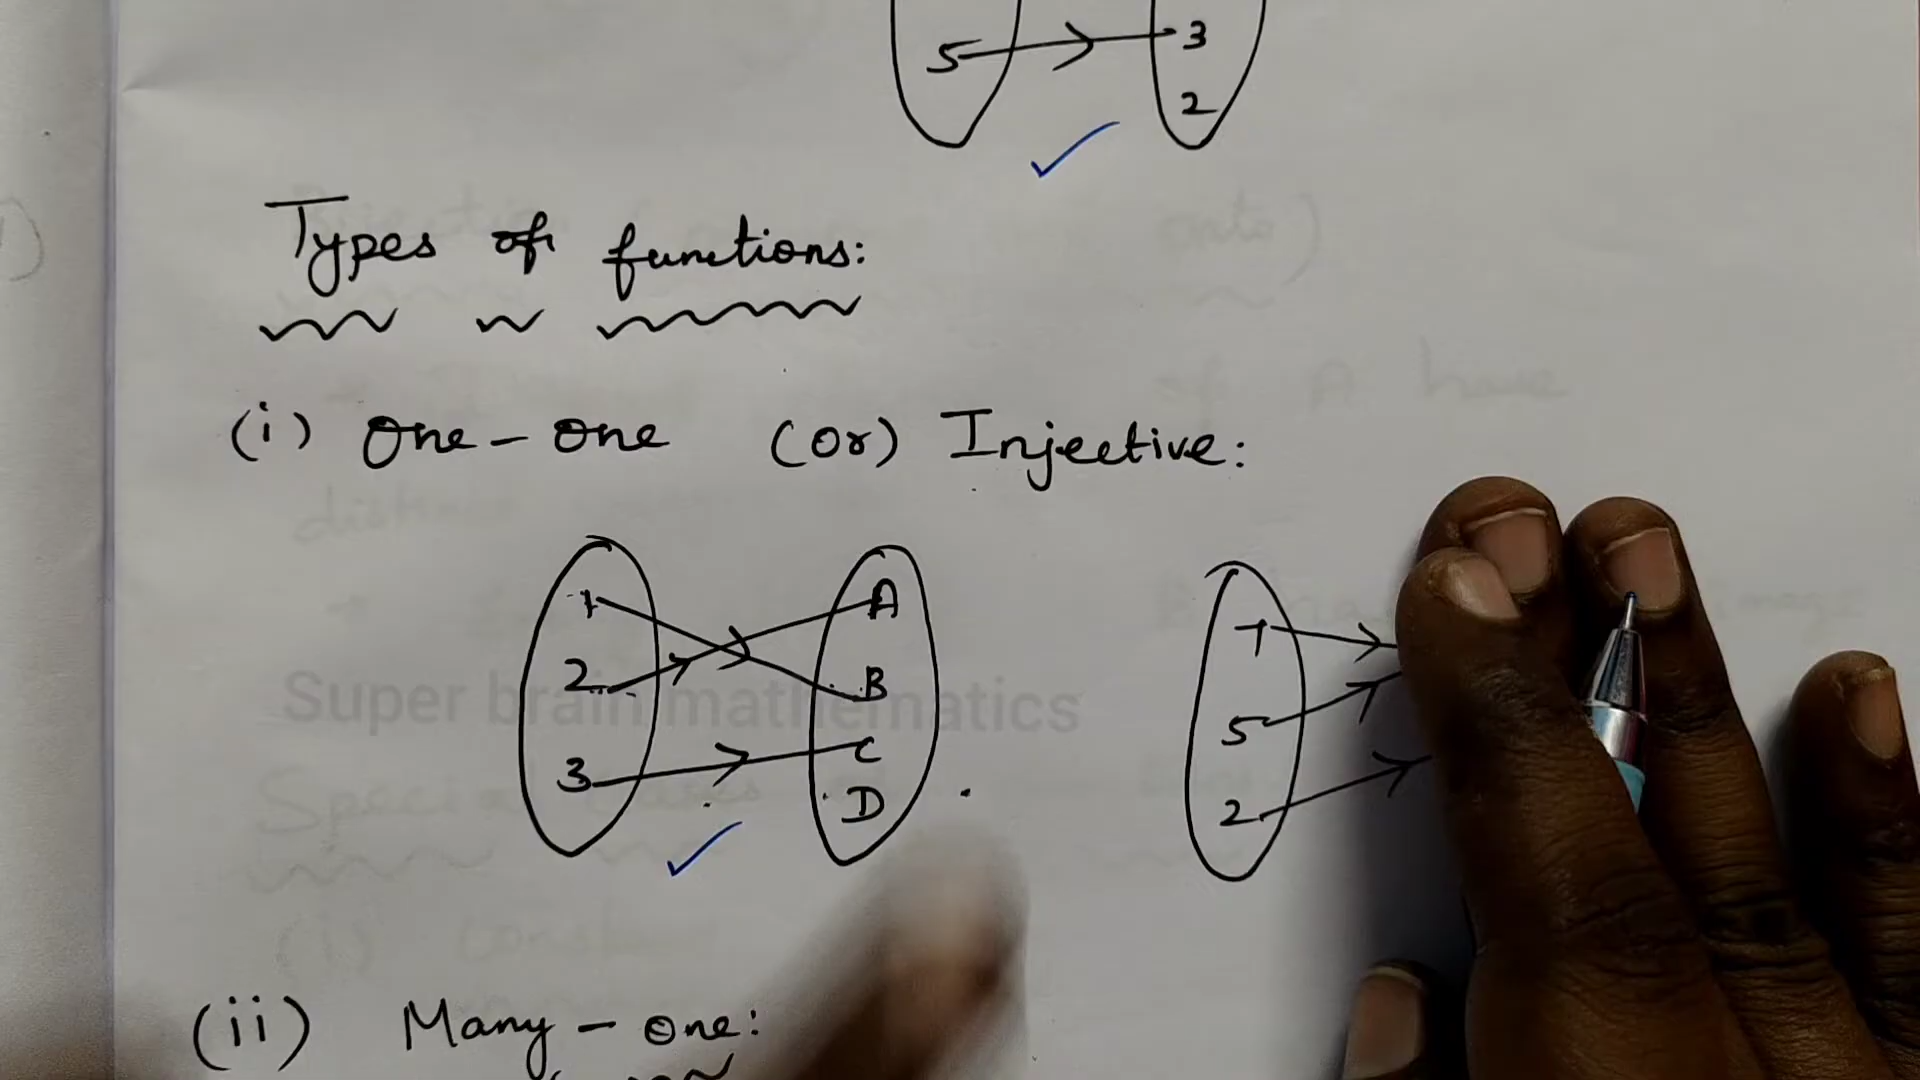 5 3
2
Types of functions:
(i) One - One (or) Injective:
1 A 1
2 B 5
3 C 2
D
Super brain mathematics
(ii) Many - one: